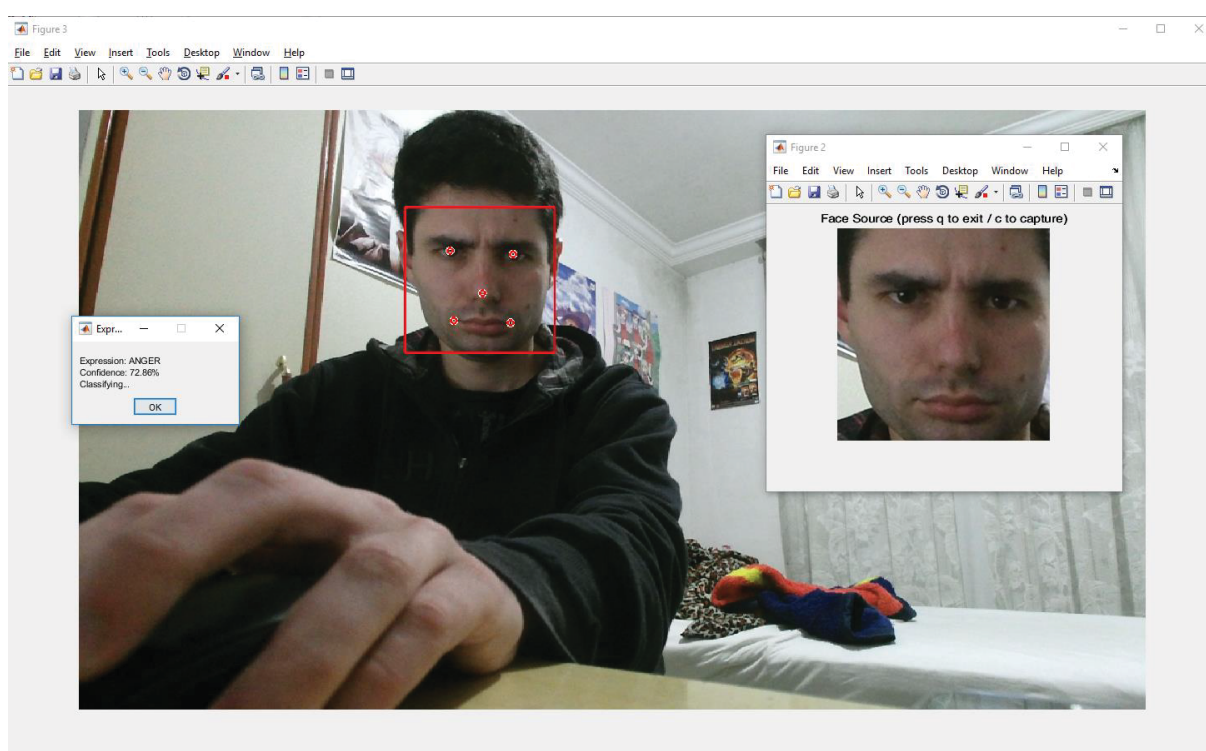 Figure 3
File Edit View Insert Tools Desktop Window Help
Figure 2
File Edit View Insert Tools Desktop Window Help
Face Source (press q to exit / c to capture)
Expr...
Expression: ANGER
Confidence: 72.86%
Classifying...
OK